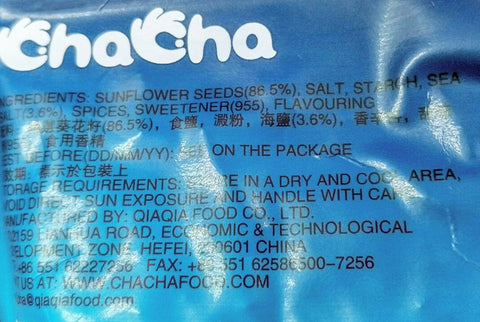 ChaCha
INGREDIENTS: SUNFLOWER SEEDS(86.5%), SALT, STARCH, SEA
SALT(3.6%), SPICES, SWEETENER(955), FLAVOURING
葵花籽(86.5%), 食鹽, 澱粉, 海鹽(3.6%), 香辛料,
食用香精
BEFORE(DD/MM/YY): SEE ON THE PACKAGE
標示於包裝上
STORAGE REQUIREMENTS: STORE IN A DRY AND COOL AREA,
AVOID DIRECT SUN EXPOSURE AND HANDLE WITH CARE
MANUFACTURED BY: QIAQIA FOOD CO., LTD.
ROAD, ECONOMIC & TECHNOLOGICAL
DEVELOPMENT ZONE, HEFEI, 230601 CHINA
+86 551 62227256 FAX: +86 551 62586500-7256
US AT: WWW.CHACHAFOOD.COM
@qiaqiafood.com